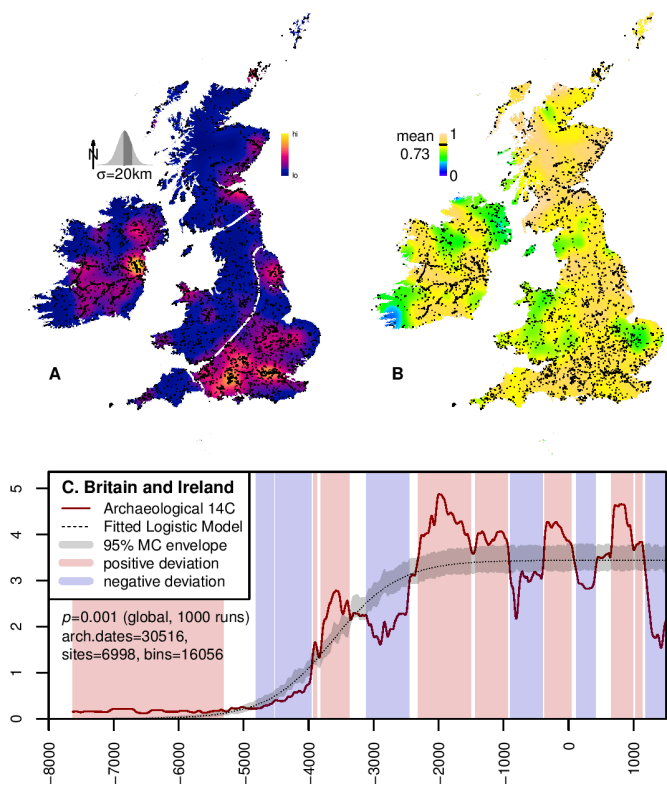 N
σ=20km
hi
lo
A
mean
0.73
1
0
B
C. Britain and Ireland
Archaeological 14C
Fitted Logistic Model
95% MC envelope
positive deviation
negative deviation
p=0.001 (global, 1000 runs)
arch.dates=30516,
sites=6998, bins=16056
5
4
3
2
1
0
−8000
−7000
−6000
−5000
−4000
−3000
−2000
−1000
0
1000